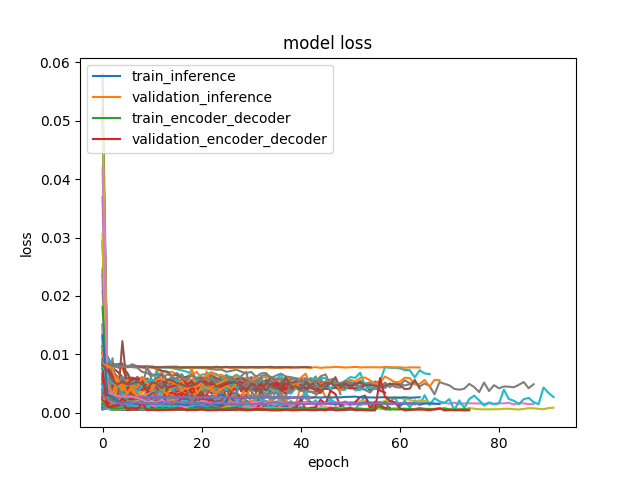 model loss
train_inference
validation_inference
train_encoder_decoder
validation_encoder_decoder
0.06
0.05
0.04
0.03
0.02
0.01
0.00
loss
0 20 40 60 80
epoch